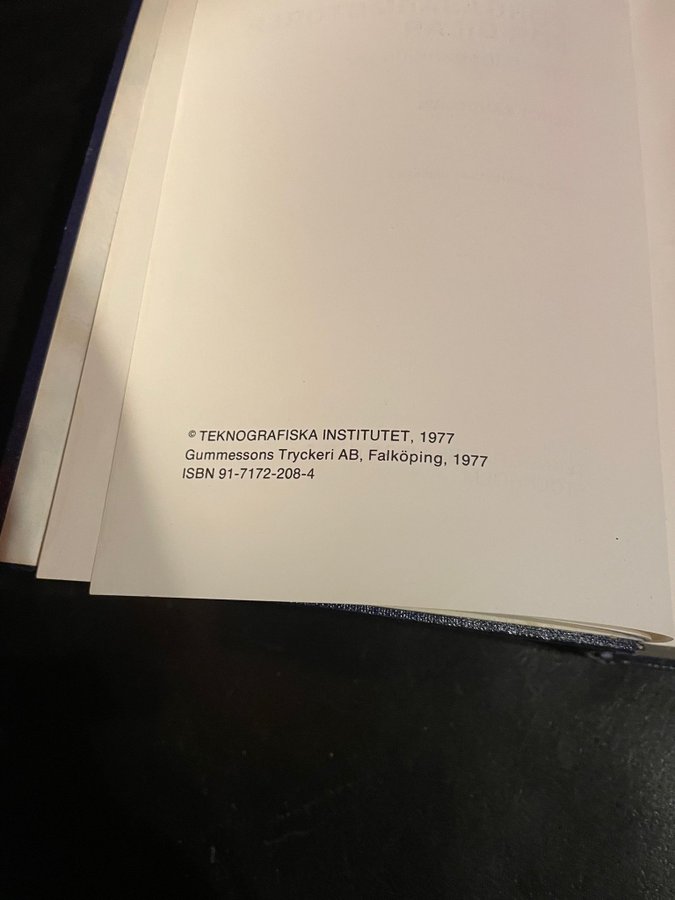 © TEKNOGRAFISKA INSTITUTET, 1977
Gummessons Tryckeri AB, Falköping, 1977
ISBN 91-7172-208-4